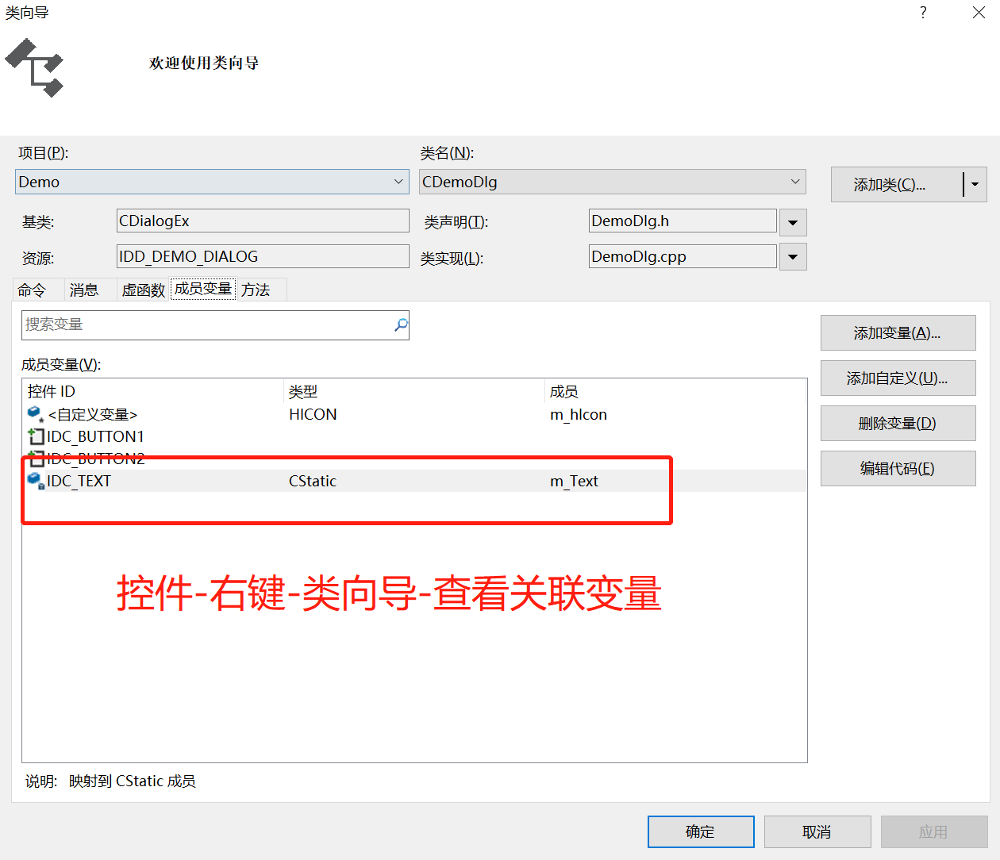 类向导
?
欢迎使用类向导
项目(P):
类名(N):
Demo
CDemoDlg
添加类(C)...
基类:
CDialogEx
类声明(T):
DemoDlg.h
资源:
IDD_DEMO_DIALOG
类实现(L):
DemoDlg.cpp
命令 消息 虚函数 成员变量 方法
搜索变量
添加变量(A)...
成员变量(V):
添加自定义(U)...
控件 ID 类型 成员
<自定义变量> HICON m_hIcon
删除变量(D)
IDC_BUTTON1
IDC_BUTTON2
编辑代码(E)
IDC_TEXT CStatic m_Text
控件-右键-类向导-查看关联变量
说明: 映射到 CStatic 成员
确定 取消 应用